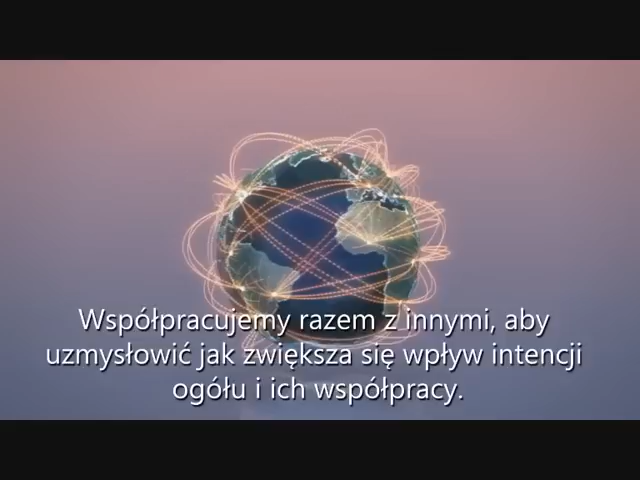 Współpracujemy razem z innymi, aby
uzmysłowić jak zwiększa się wpływ intencji
ogółu i ich współpracy.